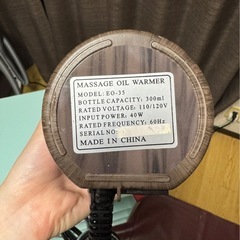 MASSAGE OIL WARMER
MODEL: EO-35
BOTTLE CAPACITY: 300ml
RATED VOLTAGE: 110/120V
INPUT POWER: 40W
RATED FREQUENCY: 60Hz
SERIAL NO
MADE IN CHINA